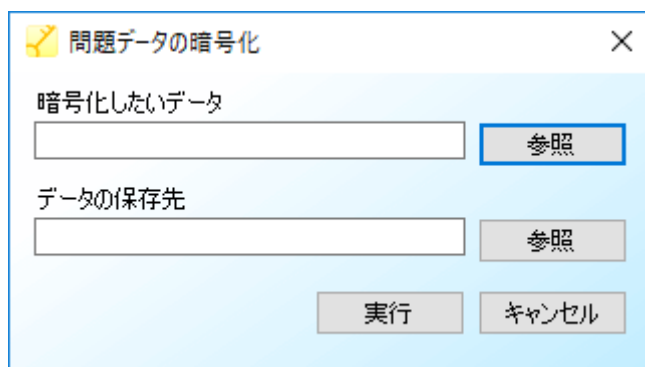 問題データの暗号化
暗号化したいデータ
参照
データの保存先
参照
実行 キャンセル